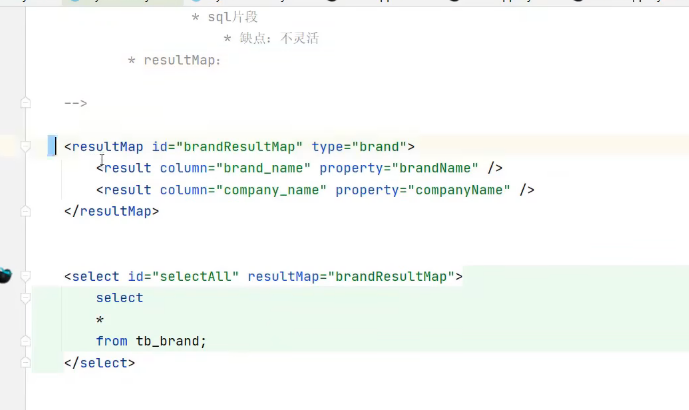 * sql片段
* 缺点：不灵活
* resultMap:
-->
<resultMap id="brandResultMap" type="brand">
<result column="brand_name" property="brandName" />
<result column="company_name" property="companyName" />
</resultMap>
<select id="selectAll" resultMap="brandResultMap">
select
*
from tb_brand;
</select>